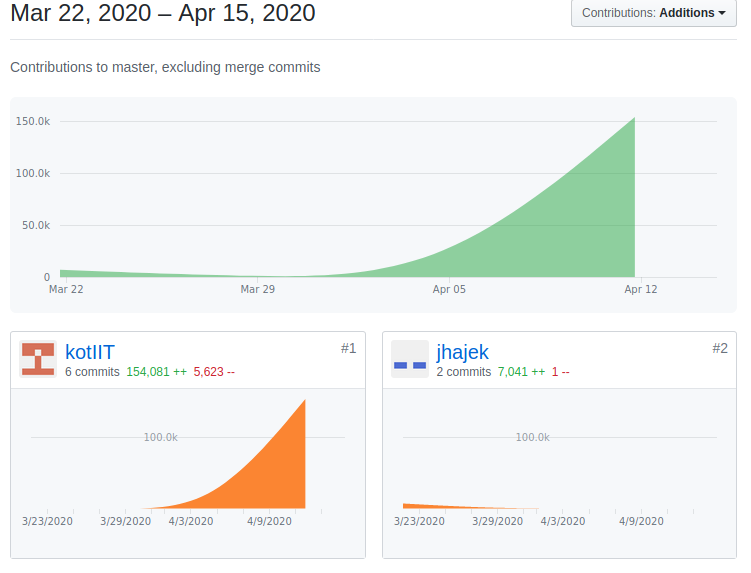 Mar 22, 2020 – Apr 15, 2020
Contributions: Additions
Contributions to master, excluding merge commits
150.0k
100.0k
50.0k
0
Mar 22 Mar 29 Apr 05 Apr 12
kotIIT #1
6 commits 154,081 ++ 5,623 --
100.0k
3/23/2020 3/29/2020 4/3/2020 4/9/2020
jhajek #2
2 commits 7,041 ++ 1 --
100.0k
3/23/2020 3/29/2020 4/3/2020 4/9/2020